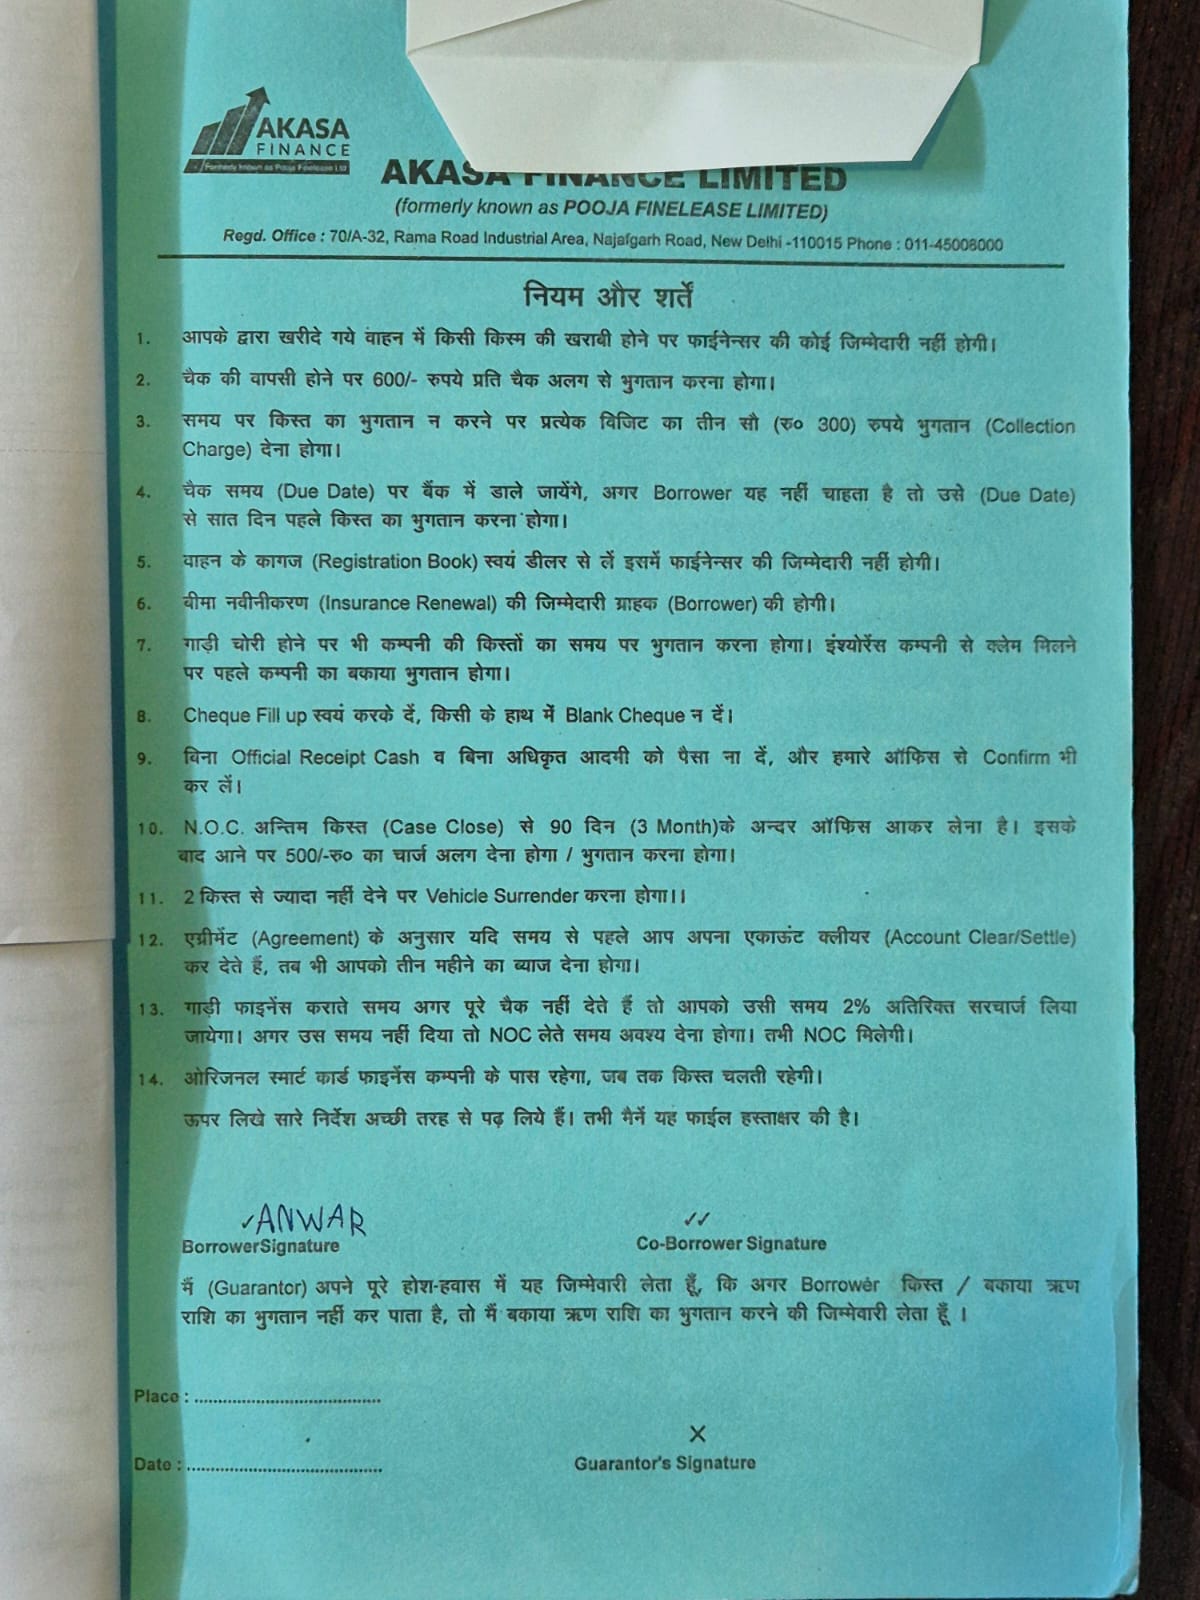 AKASA
FINANCE
Formerly known as Pooja Finelease Ltd
AKASA FINANCE LIMITED
(formerly known as POOJA FINELEASE LIMITED)
Regd. Office : 70/A-32, Rama Road Industrial Area, Najafgarh Road, New Delhi -110015 Phone : 011-45008000
नियम और शर्तें
1. आपके द्वारा खरीदे गये वाहन में किसी किस्म की खराबी होने पर फाईनेन्सर की कोई जिम्मेदारी नहीं होगी।
2. चैक की वापसी होने पर 600/- रुपये प्रति चैक अलग से भुगतान करना होगा।
3. समय पर किस्त का भुगतान न करने पर प्रत्येक विजिट का तीन सौ (रु० 300) रुपये भुगतान (Collection
Charge) देना होगा।
4. चैक समय (Due Date) पर बैंक में डाले जायेंगे, अगर Borrower यह नहीं चाहता है तो उसे (Due Date)
से सात दिन पहले किस्त का भुगतान करना होगा।
5. वाहन के कागज (Registration Book) स्वयं डीलर से लें इसमें फाईनेन्सर की जिम्मेदारी नहीं होगी।
6. बीमा नवीनीकरण (Insurance Renewal) की जिम्मेदारी ग्राहक (Borrower) की होगी।
7. गाड़ी चोरी होने पर भी कम्पनी की किस्तों का समय पर भुगतान करना होगा। इंश्योरेंस कम्पनी से क्लेम मिलने
पर पहले कम्पनी का बकाया भुगतान होगा।
8. Cheque Fill up स्वयं करके दें, किसी के हाथ में Blank Cheque न दें।
9. बिना Official Receipt Cash व बिना अधिकृत आदमी को पैसा ना दें, और हमारे ऑफिस से Confirm भी
कर लें।
10. N.O.C. अन्तिम किस्त (Case Close) से 90 दिन (3 Month)के अन्दर ऑफिस आकर लेना है। इसके
बाद आने पर 500/-रु० का चार्ज अलग देना होगा / भुगतान करना होगा।
11. 2 किस्त से ज्यादा नहीं देने पर Vehicle Surrender करना होगा।।
12. एग्रीमेंट (Agreement) के अनुसार यदि समय से पहले आप अपना एकाऊंट क्लीयर (Account Clear/Settle)
कर देते हैं, तब भी आपको तीन महीने का ब्याज देना होगा।
13. गाड़ी फाइनेंस कराते समय अगर पूरे चैक नहीं देते हैं तो आपको उसी समय 2% अतिरिक्त सरचार्ज लिया
जायेगा। अगर उस समय नहीं दिया तो NOC लेते समय अवश्य देना होगा। तभी NOC मिलेगी।
14. ओरिजनल स्मार्ट कार्ड फाइनेंस कम्पनी के पास रहेगा, जब तक किस्त चलती रहेगी।
ऊपर लिखे सारे निर्देश अच्छी तरह से पढ़ लिये हैं। तभी मैनें यह फाईल हस्ताक्षर की है।
✓ANWAR ✓✓
BorrowerSignature Co-Borrower Signature
मैं (Guarantor) अपने पूरे होश-हवास में यह जिम्मेवारी लेता हूँ, कि अगर Borrower किस्त / बकाया ऋण
राशि का भुगतान नहीं कर पाता है, तो मैं बकाया ऋण राशि का भुगतान करने की जिम्मेवारी लेता हूँ ।
Place : ......................................
X
Date : ........................................ Guarantor's Signature